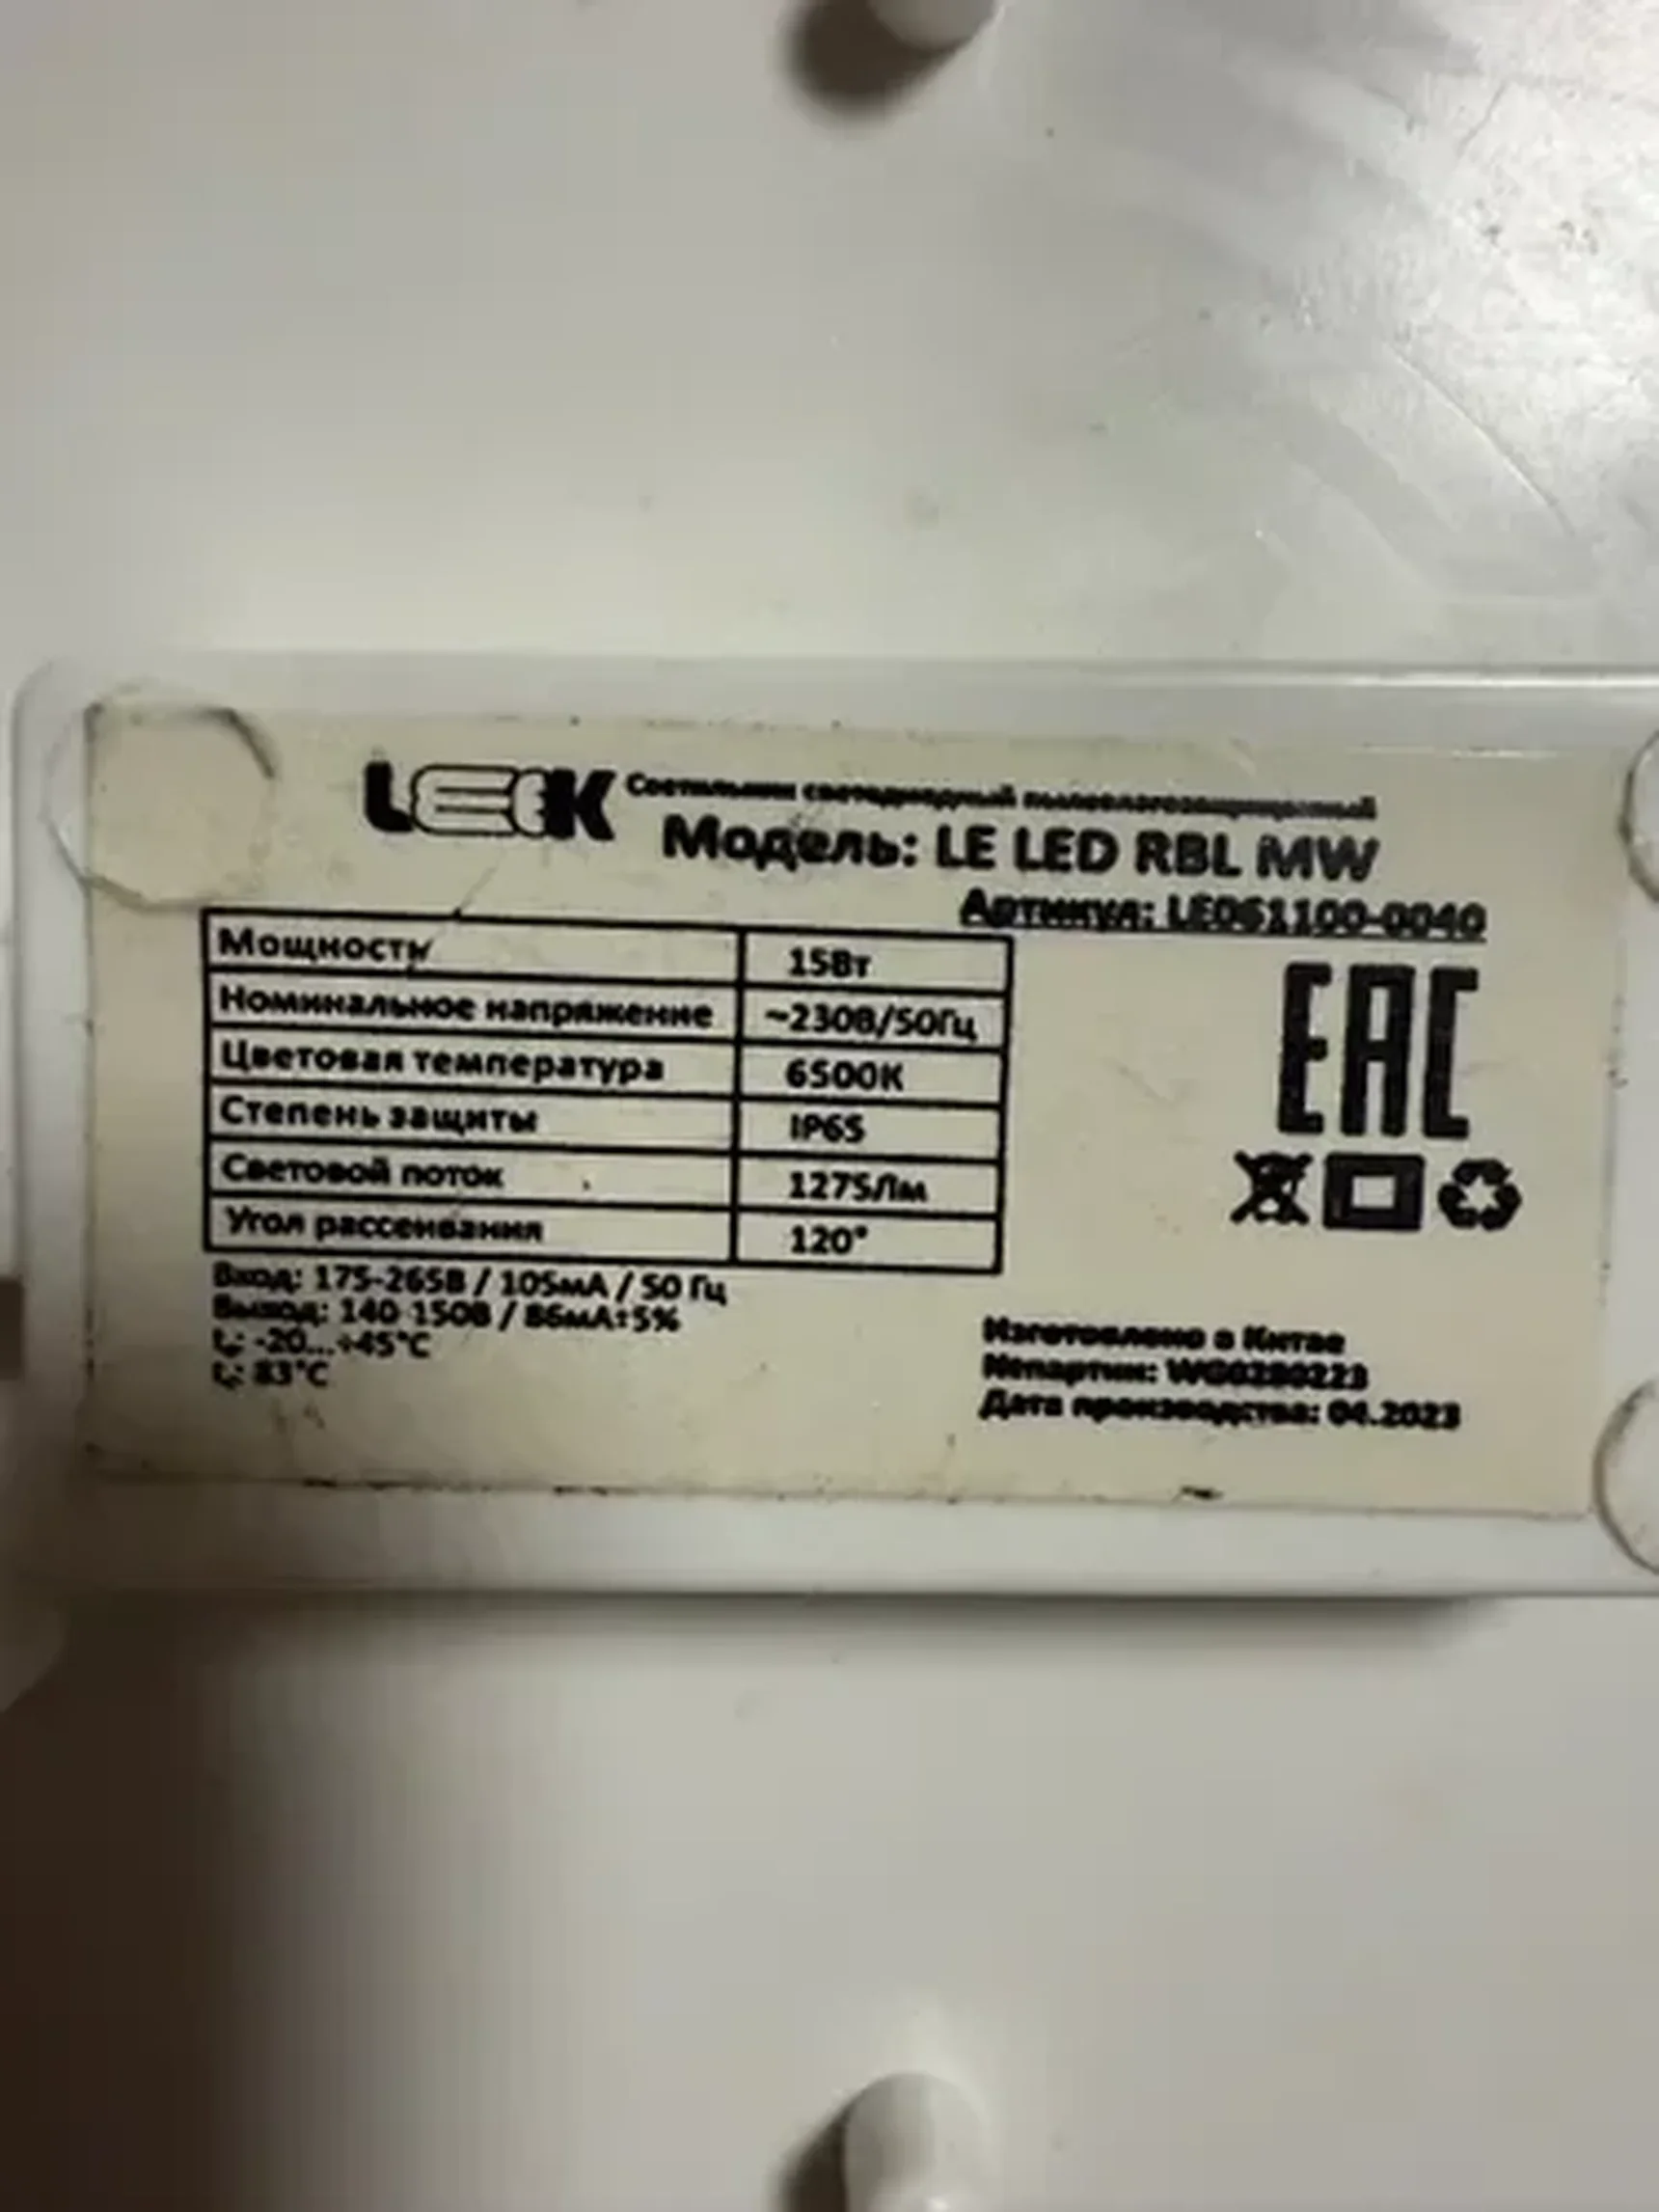 LEEK Светильник светодиодный пылевлагозащищенный
Модель: LE LED RBL MW
Артикул: LE061100-0040
Мощность 15Вт
Номинальное напряжение ~230В/50Гц
Цветовая температура 6500К
Степень защиты IP65
Световой поток 1275Лм
Угол рассеивания 120°
EAC
Вход: 175-265В / 105мА / 50 Гц
Выход: 140-150В / 86мА±5%
-20...+45°C
83°C
Изготовлено в Китае
№партии: WG0280223
Дата производства: 04.2023